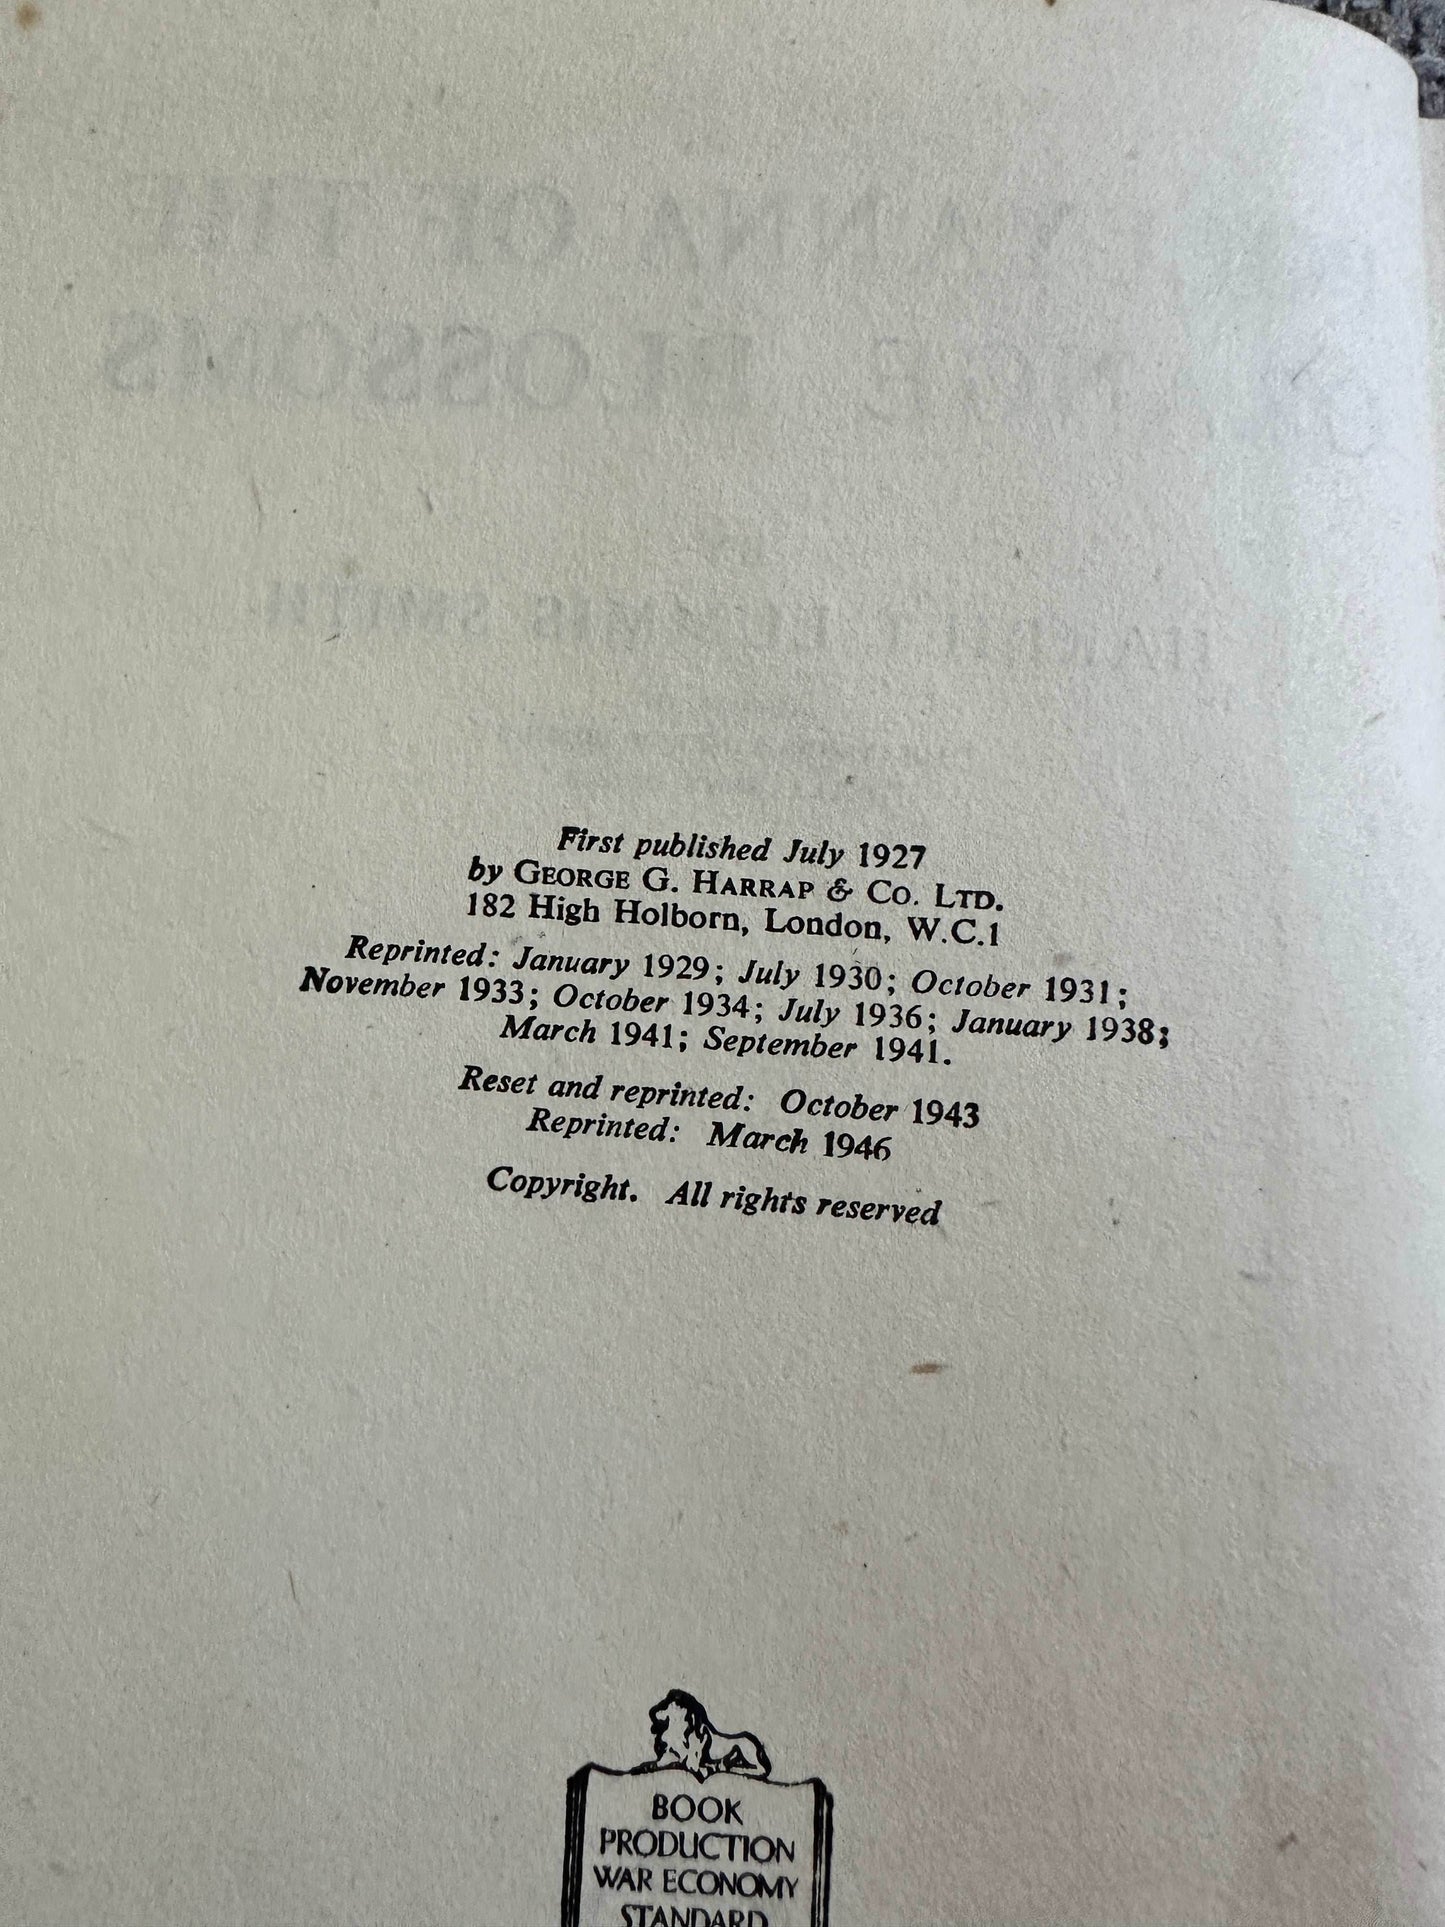 First published July 1927
by GEORGE G. HARRAP & CO. LTD.
182 High Holborn, London, W.C.1
Reprinted: January 1929; July 1930; October 1931;
November 1933; October 1934; July 1936; January 1938;
March 1941; September 1941.
Reset and reprinted: October 1943
Reprinted: March 1946
Copyright. All rights reserved
BOOK
PRODUCTION
WAR ECONOMY
STANDARD